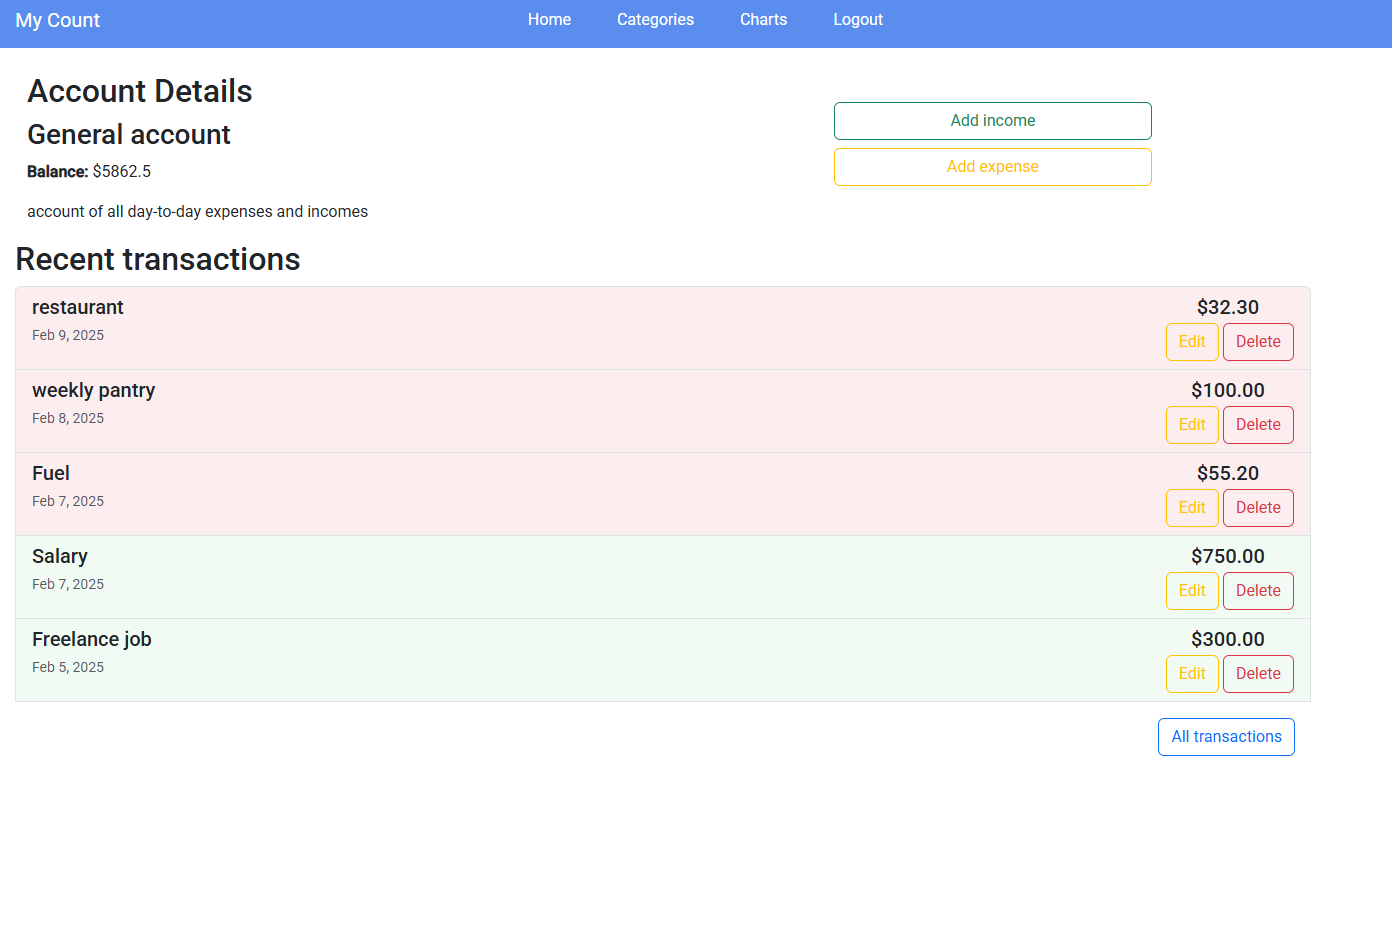 My Count Home Categories Charts Logout
Account Details
General account
Balance: $5862.5
account of all day-to-day expenses and incomes
Add income
Add expense
Recent transactions
restaurant $32.30
Feb 9, 2025 Edit Delete
weekly pantry $100.00
Feb 8, 2025 Edit Delete
Fuel $55.20
Feb 7, 2025 Edit Delete
Salary $750.00
Feb 7, 2025 Edit Delete
Freelance job $300.00
Feb 5, 2025 Edit Delete
All transactions